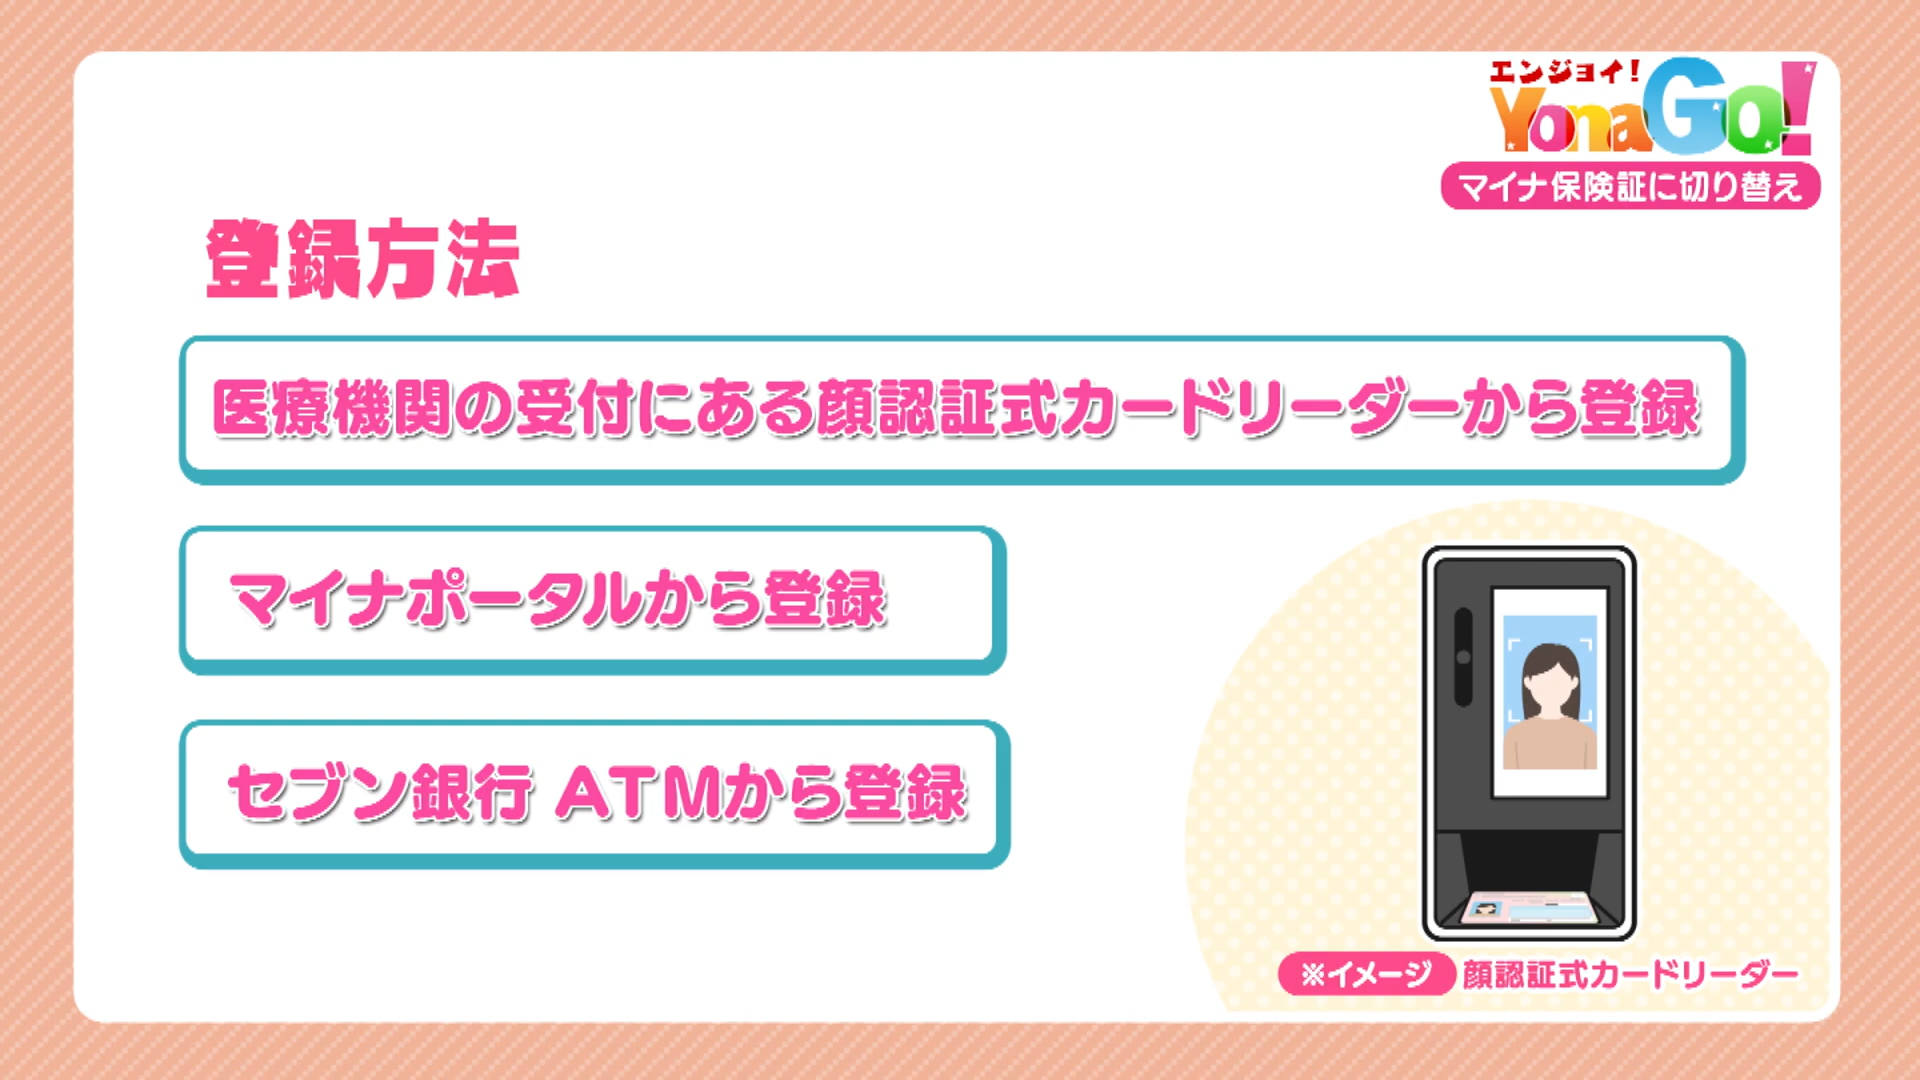 エンジョイ!
YonaGo!
マイナ保険証に切り替え
登録方法
医療機関の受付にある顔認証式カードリーダーから登録
マイナポータルから登録
セブン銀行 ATMから登録
※イメージ 顔認証式カードリーダー